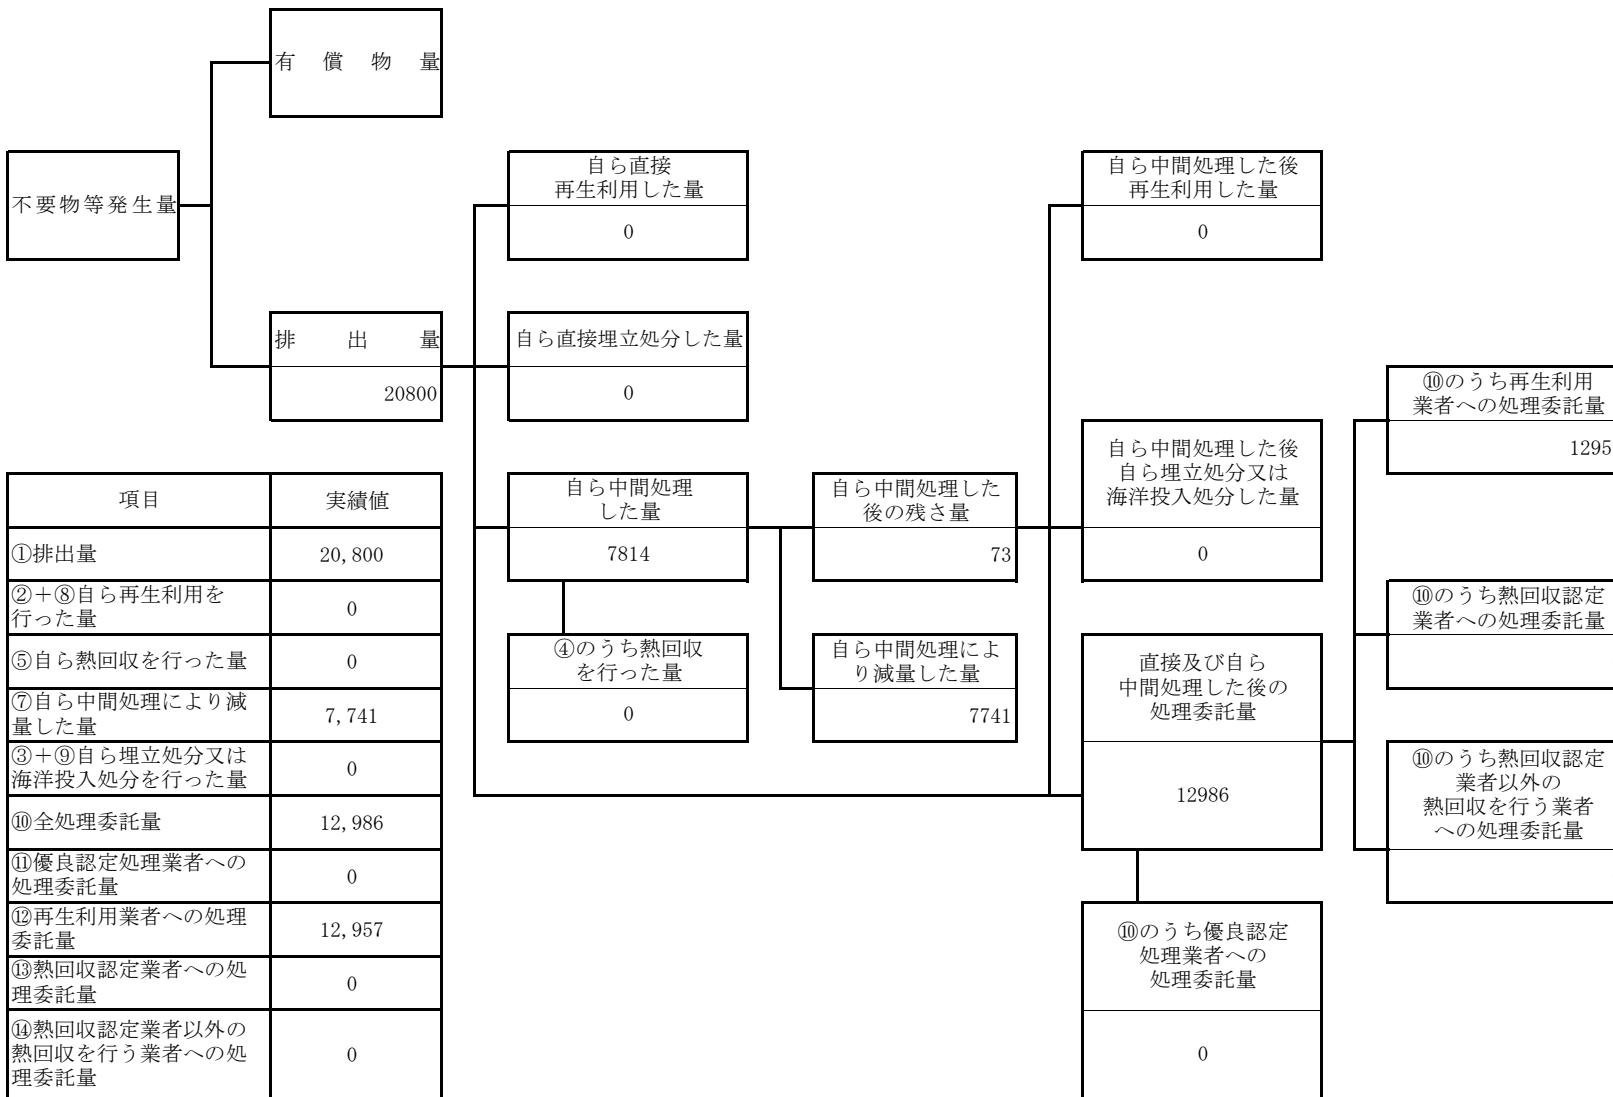 有償物量
不要物等発生量
排出量
20800
自ら直接
再生利用した量
0
自ら直接埋立処分した量
0
自ら中間処理
した量
7814
④のうち熱回収
を行った量
0
自ら中間処理した
後の残さ量
73
自ら中間処理によ
り減量した量
7741
自ら中間処理した後
再生利用した量
0
自ら中間処理した後
自ら埋立処分又は
海洋投入処分した量
0
直接及び自ら
中間処理した後の
処理委託量
12986
⑩のうち優良認定
処理業者への
処理委託量
0
⑩のうち再生利用
業者への処理委託量
1295
⑩のうち熱回収認定
業者への処理委託量
⑩のうち熱回収認定
業者以外の
熱回収を行う業者
への処理委託量
項目 実績値
①排出量 20,800
②+⑧自ら再生利用を
行った量 0
⑤自ら熱回収を行った量 0
⑦自ら中間処理により減
量した量 7,741
③+⑨自ら埋立処分又は
海洋投入処分を行った量 0
⑩全処理委託量 12,986
⑪優良認定処理業者への
処理委託量 0
⑫再生利用業者への処理
委託量 12,957
⑬熱回収認定業者への処
理委託量 0
⑭熱回収認定業者以外の
熱回収を行う業者への処
理委託量 0